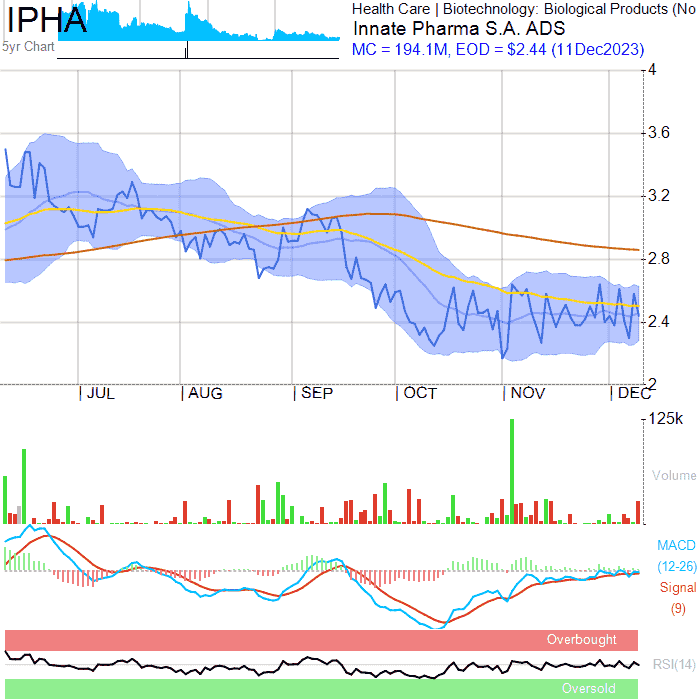 IPHA
5yr Chart
Health Care | Biotechnology: Biological Products (No
Innate Pharma S.A. ADS
MC = 194.1M, EOD = $2.44 (11Dec2023)
4
3.6
3.2
2.8
2.4
2
JUL
AUG
SEP
OCT
NOV
DEC
125k
Volume
MACD
(12-26)
Signal
(9)
Overbought
RSI(14)
Oversold